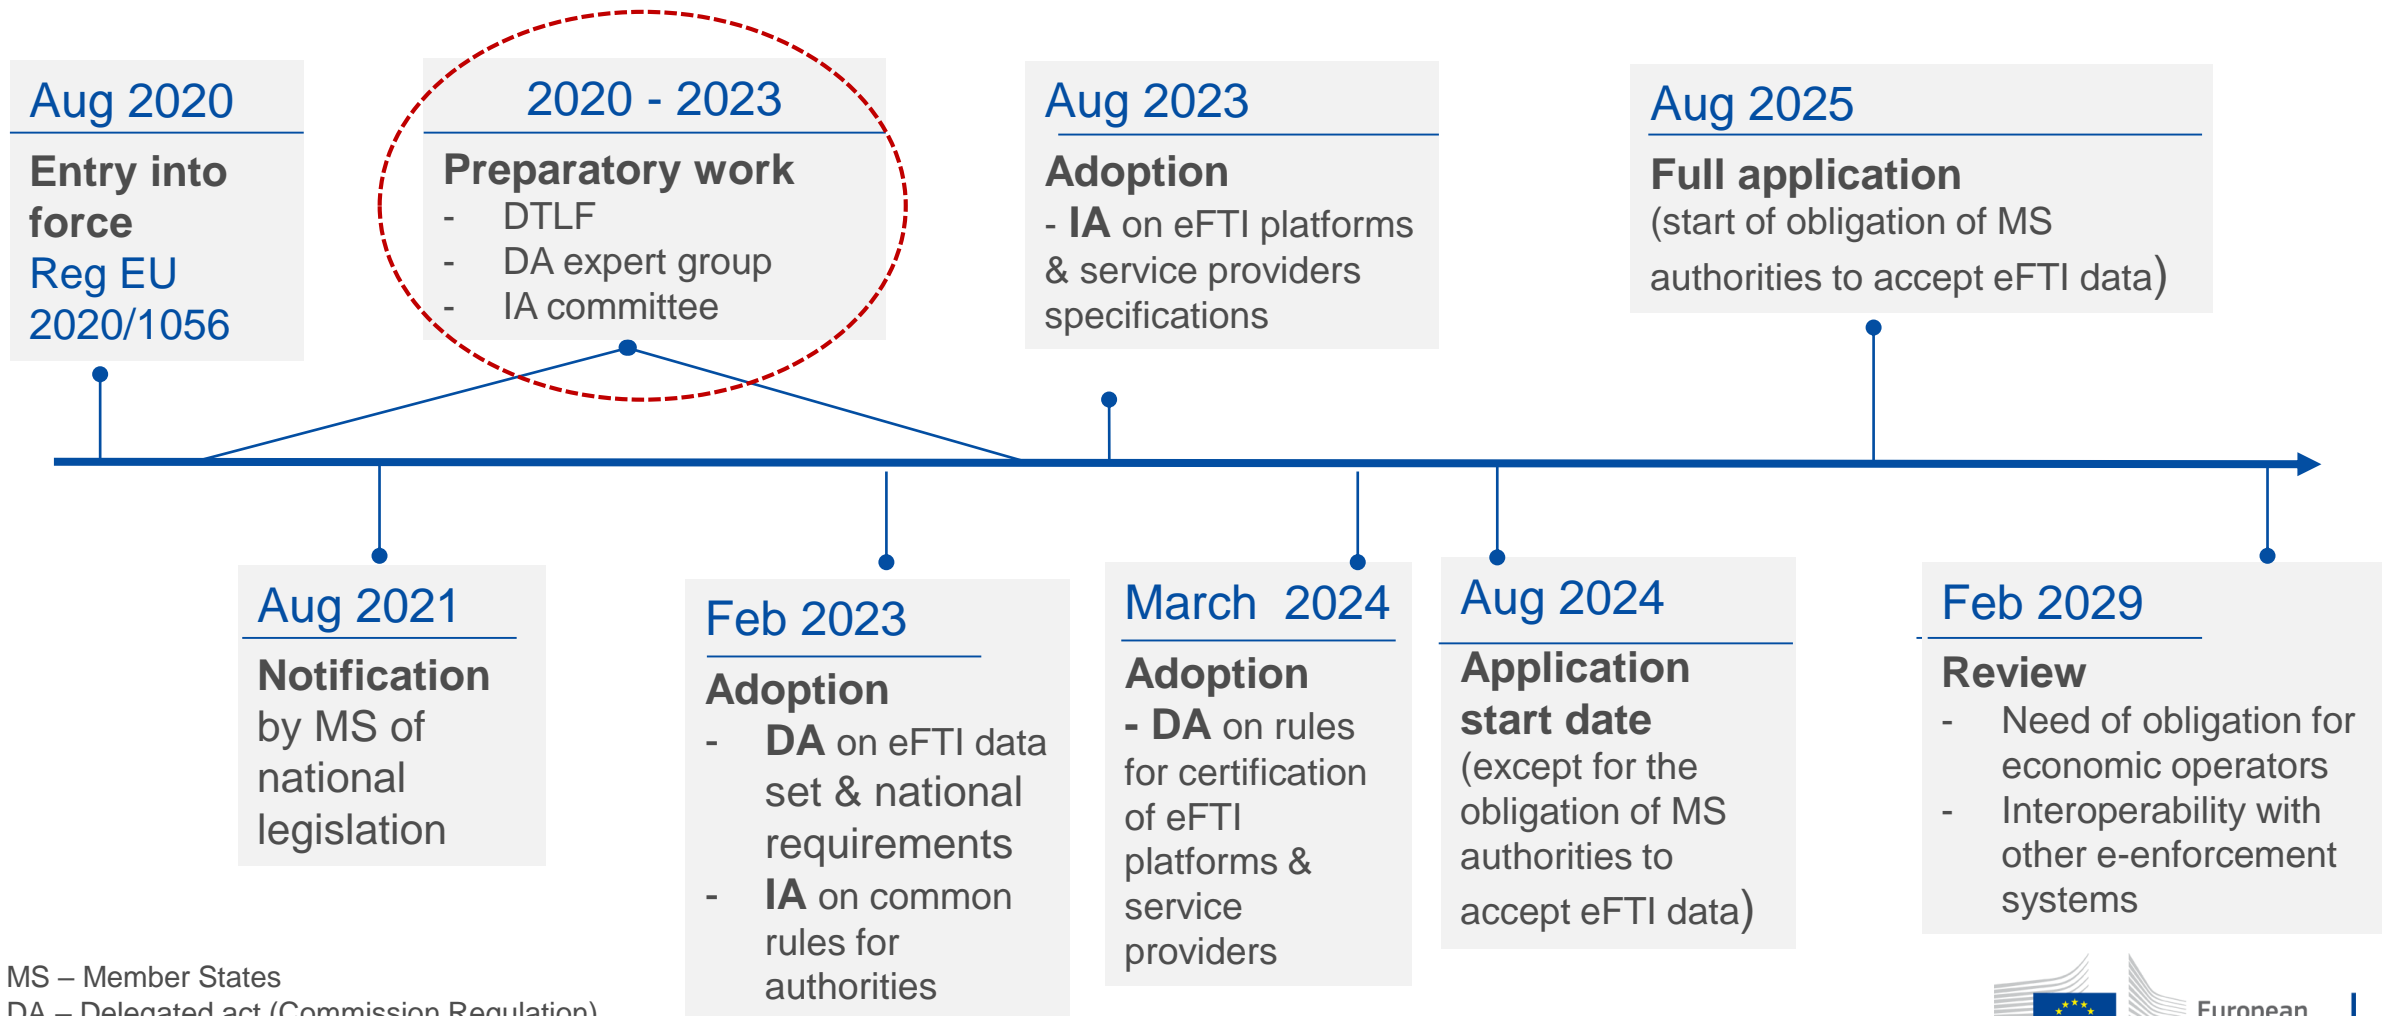 Aug 2020
Entry into
force
Reg EU
2020/1056
2020 - 2023
Preparatory work
- DTLF
- DA expert group
- IA committee
Aug 2023
Adoption
- IA on eFTI platforms
& service providers
specifications
Aug 2025
Full application
(start of obligation of MS
authorities to accept eFTI data)
Aug 2021
Notification
by MS of
national
legislation
Feb 2023
Adoption
- DA on eFTI data
set & national
requirements
- IA on common
rules for
authorities
March 2024
Adoption
- DA on rules
for certification
of eFTI
platforms &
service
providers
Aug 2024
Application
start date
(except for the
obligation of MS
authorities to
accept eFTI data)
Feb 2029
Review
- Need of obligation for
economic operators
- Interoperability with
other e-enforcement
systems
MS – Member States
DA – Delegated act (Commission Regulation)
European